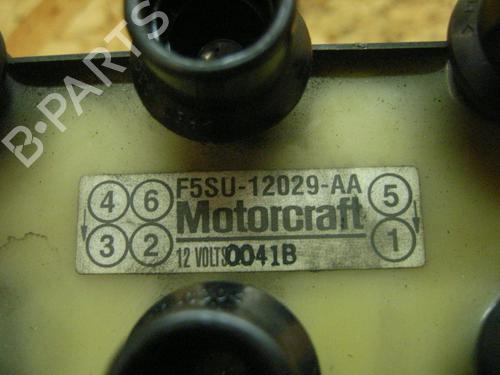 B-PARTS
F5SU-12029-AA
4 6 Motorcraft 5
3 2 12 VOLTS 0041B 1